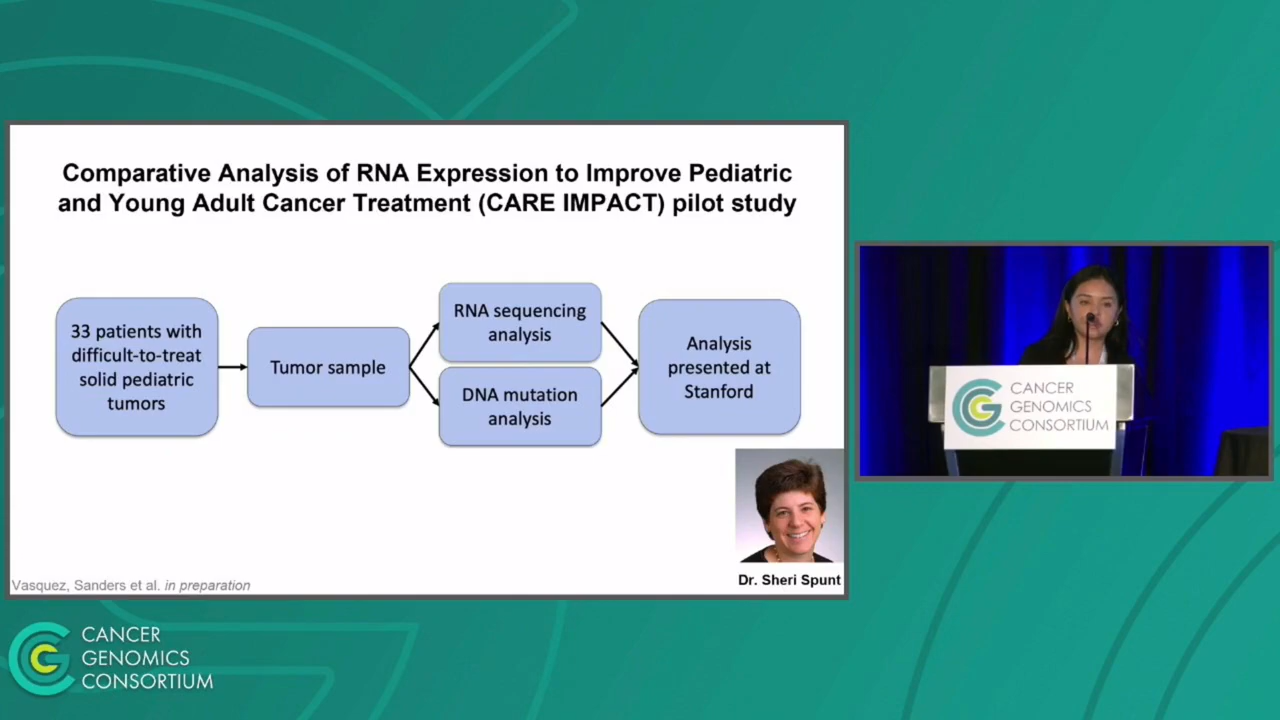 Comparative Analysis of RNA Expression to Improve Pediatric
and Young Adult Cancer Treatment (CARE IMPACT) pilot study
33 patients with
difficult-to-treat
solid pediatric
tumors
Tumor sample
RNA sequencing
analysis
DNA mutation
analysis
Analysis
presented at
Stanford
Dr. Sheri Spunt
Vasquez, Sanders et al. in preparation
CANCER
GENOMICS
CONSORTIUM
CANCER
GENOMICS
CONSORTIUM